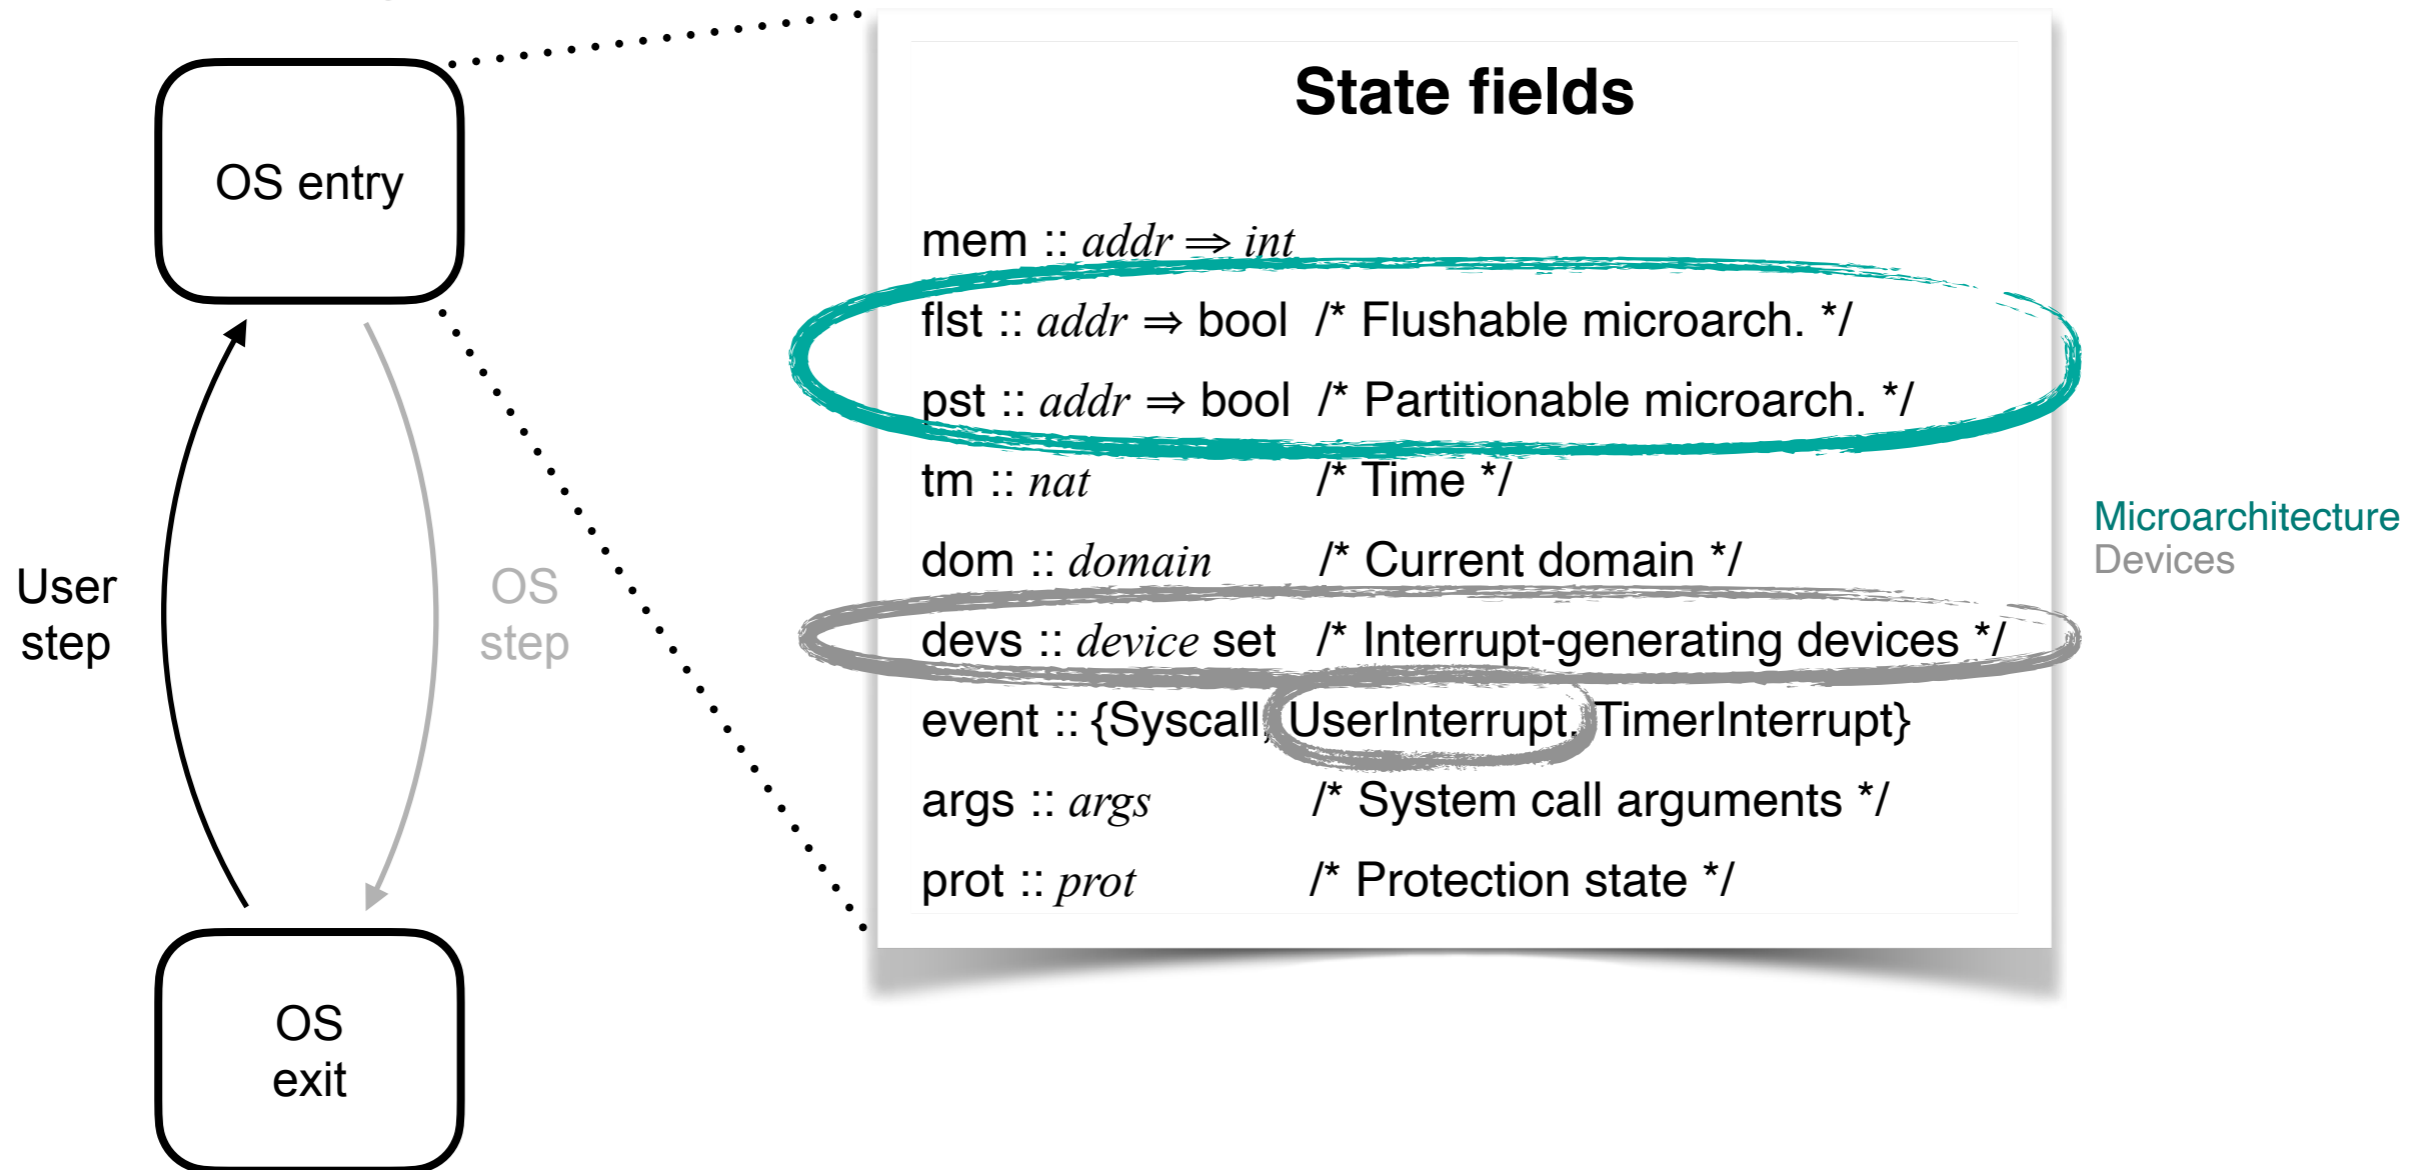 OS entry
User
step
OS
step
OS
exit
State fields
mem :: addr ⇒ int
flst :: addr ⇒ bool /* Flushable microarch. */
pst :: addr ⇒ bool /* Partitionable microarch. */
tm :: nat /* Time */
dom :: domain /* Current domain */
devs :: device set /* Interrupt-generating devices */
event :: {Syscall, UserInterrupt, TimerInterrupt}
args :: args /* System call arguments */
prot :: prot /* Protection state */
Microarchitecture
Devices